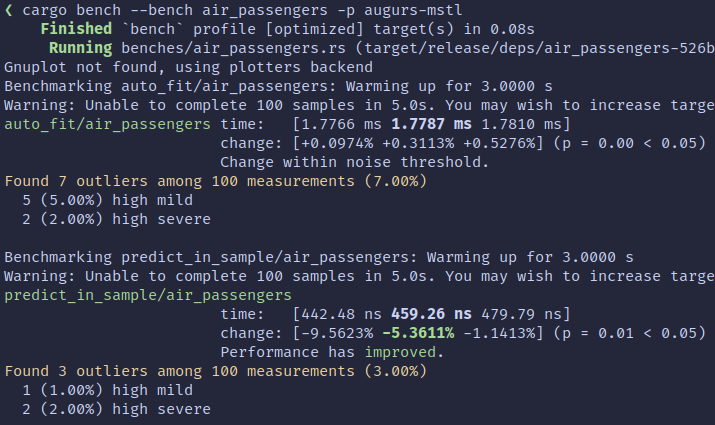 ❮ cargo bench --bench air_passengers -p augurs-mstl
    Finished `bench` profile [optimized] target(s) in 0.08s
     Running benches/air_passengers.rs (target/release/deps/air_passengers-526b
Gnuplot not found, using plotters backend
Benchmarking auto_fit/air_passengers: Warming up for 3.0000 s
Warning: Unable to complete 100 samples in 5.0s. You may wish to increase targe
auto_fit/air_passengers time:   [1.7766 ms 1.7787 ms 1.7810 ms]
                        change: [+0.0974% +0.3113% +0.5276%] (p = 0.00 < 0.05)
                        Change within noise threshold.
Found 7 outliers among 100 measurements (7.00%)
  5 (5.00%) high mild
  2 (2.00%) high severe

Benchmarking predict_in_sample/air_passengers: Warming up for 3.0000 s
Warning: Unable to complete 100 samples in 5.0s. You may wish to increase targe
predict_in_sample/air_passengers
                        time:   [442.48 ns 459.26 ns 479.79 ns]
                        change: [-9.5623% -5.3611% -1.1413%] (p = 0.01 < 0.05)
                        Performance has improved.
Found 3 outliers among 100 measurements (3.00%)
  1 (1.00%) high mild
  2 (2.00%) high severe